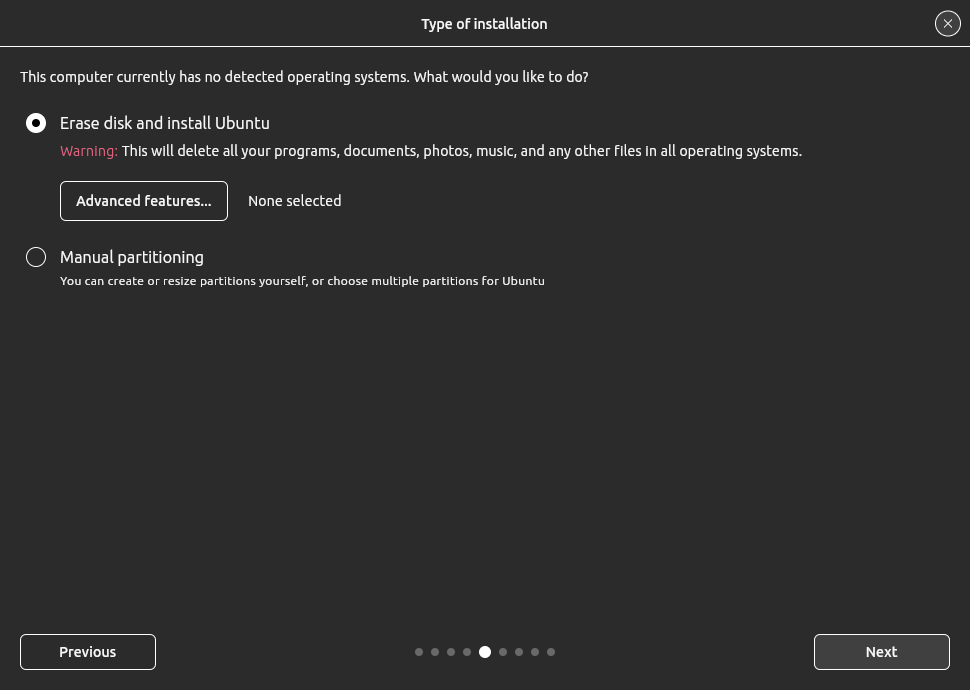 Type of installation
This computer currently has no detected operating systems. What would you like to do?
Erase disk and install Ubuntu
Warning: This will delete all your programs, documents, photos, music, and any other files in all operating systems.
Advanced features... None selected
Manual partitioning
You can create or resize partitions yourself, or choose multiple partitions for Ubuntu
Previous Next